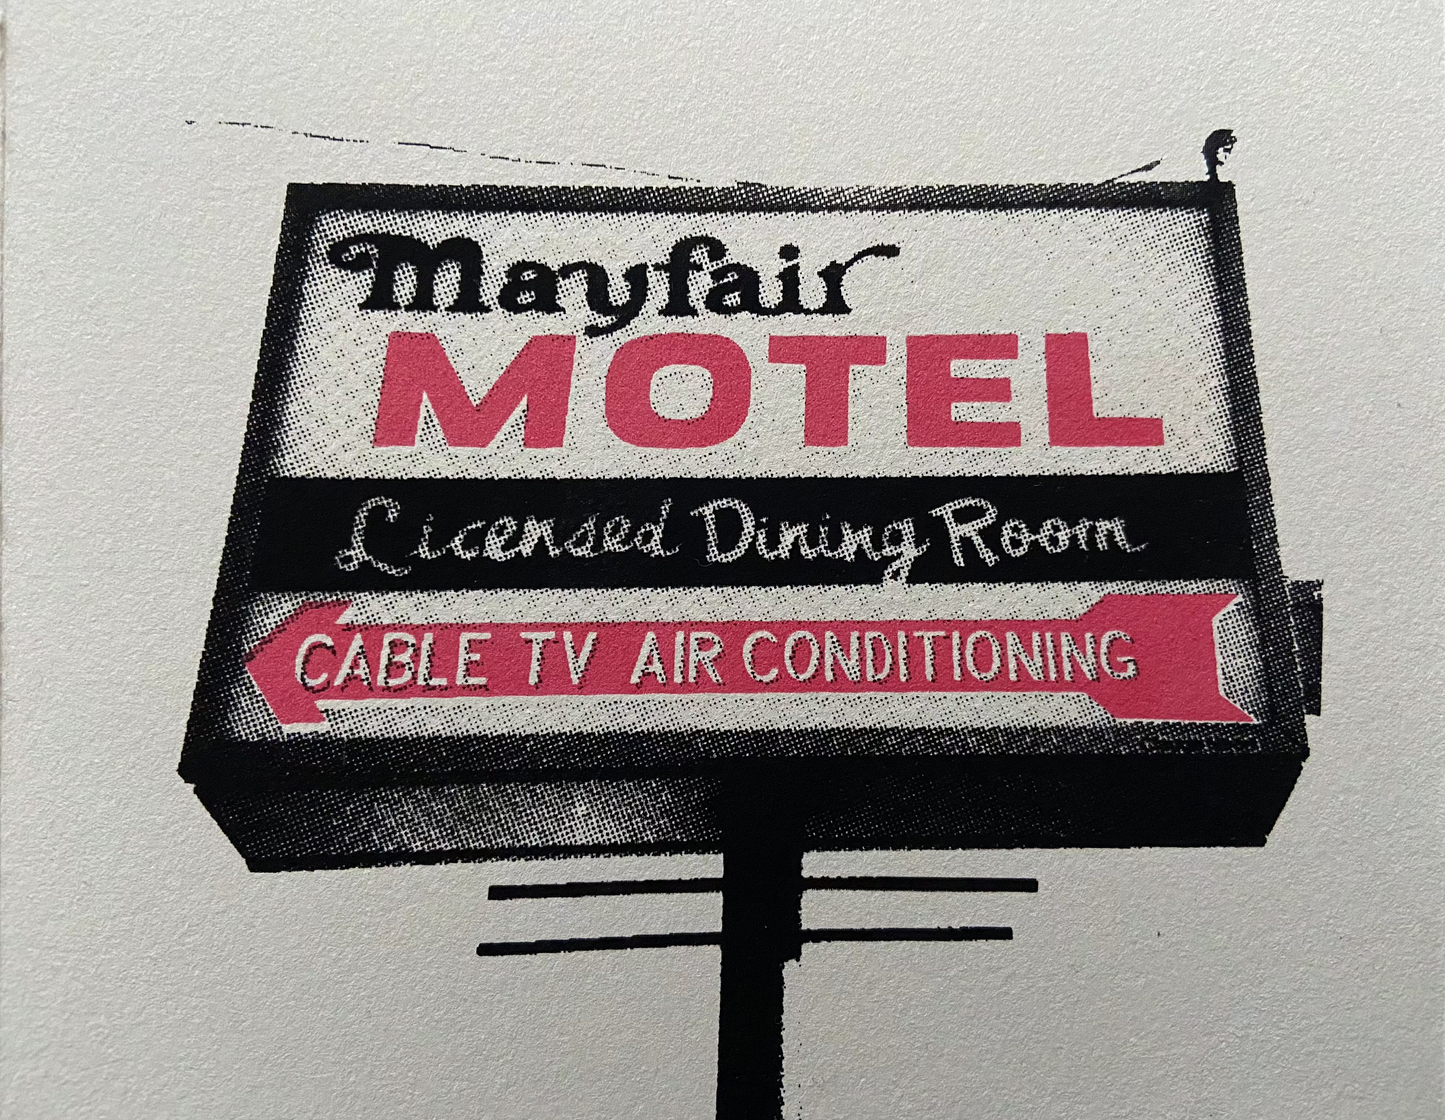 Mayfair
MOTEL
Licensed Dining Room
CABLE TV AIR CONDITIONING